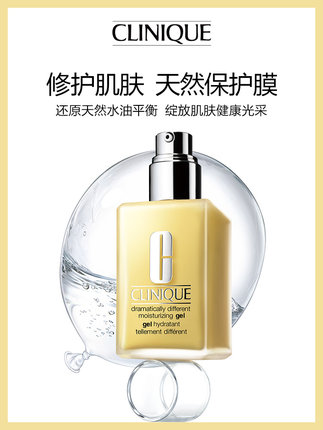 CLINIQUE
修护肌肤 天然保护膜
还原天然水油平衡 绽放肌肤健康光采
CLINIQUE
dramatically different
moisturizing gel
gel hydratant
tellement différent